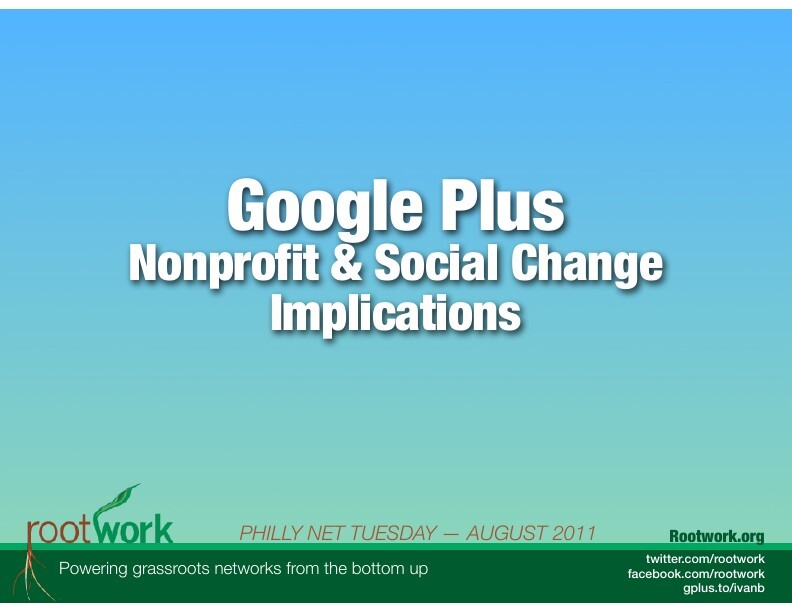 Google Plus
Nonprofit & Social Change
Implications
rootwork
PHILLY NET TUESDAY — AUGUST 2011
Rootwork.org
Powering grassroots networks from the bottom up
twitter.com/rootwork
facebook.com/rootwork
gplus.to/ivanb